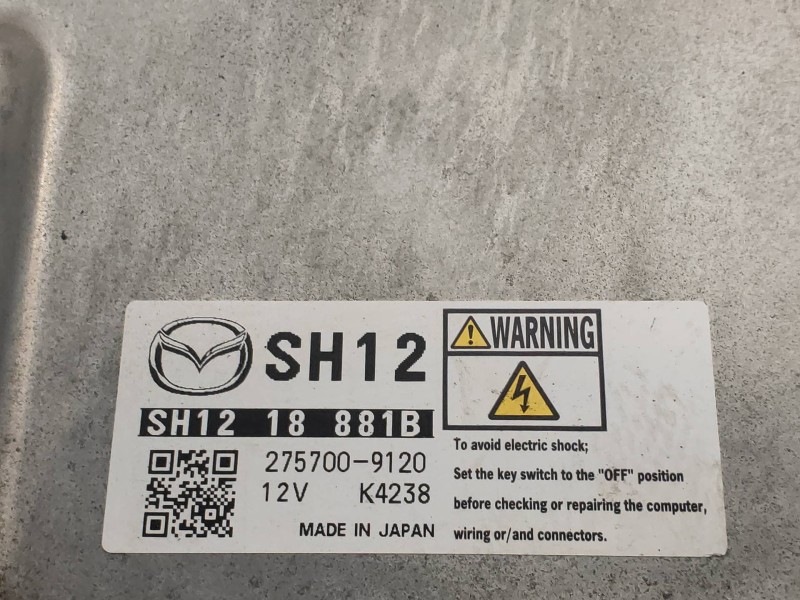 SH12
SH12 18 881B
275700-9120
12V K4238
MADE IN JAPAN
WARNING
To avoid electric shock;
Set the key switch to the "OFF" position
before checking or repairing the computer,
wiring or/and connectors.